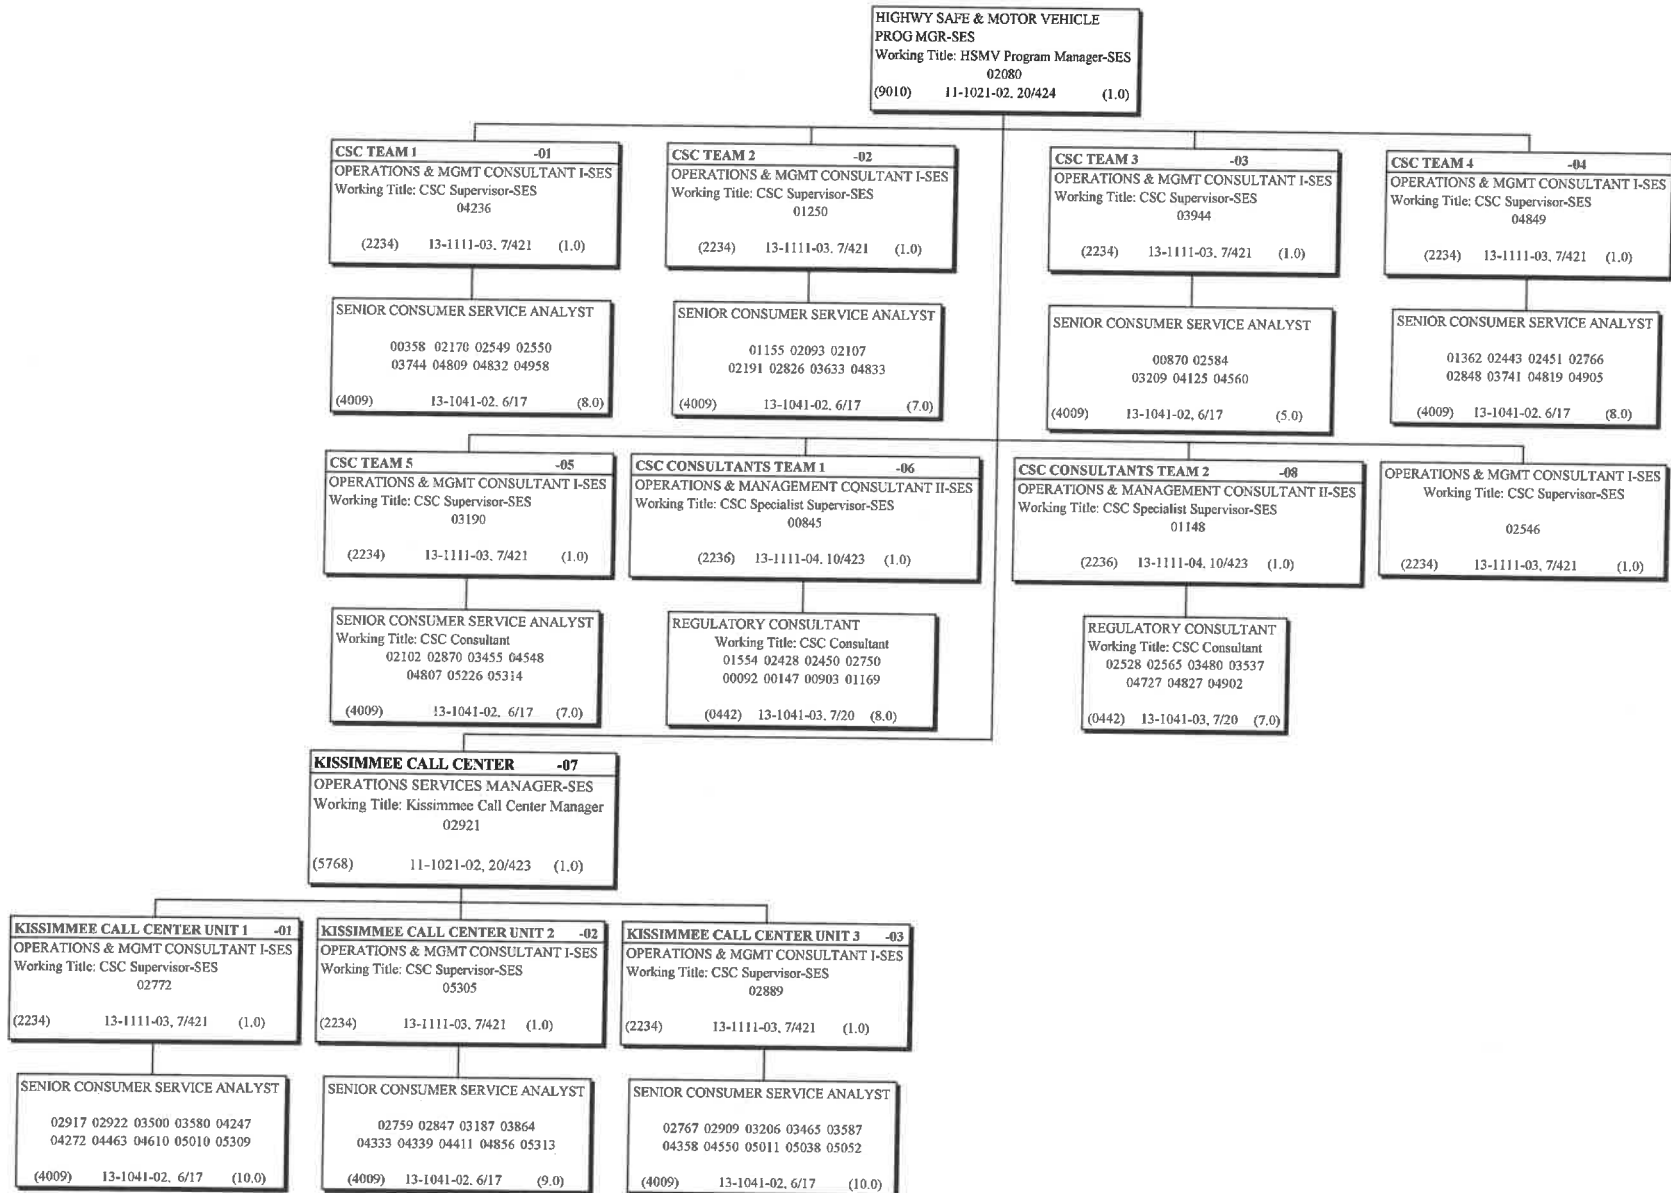 HIGHWY SAFE & MOTOR VEHICLE
PROG MGR-SES
Working Title: HSMV Program Manager-SES
02080
(9010) 11-1021-02, 20/424 (1.0)
CSC TEAM 1 -01
OPERATIONS & MGMT CONSULTANT I-SES
Working Title: CSC Supervisor-SES
04236
(2234) 13-1111-03, 7/421 (1.0)
CSC TEAM 2 -02
OPERATIONS & MGMT CONSULTANT I-SES
Working Title: CSC Supervisor-SES
01250
(2234) 13-1111-03, 7/421 (1.0)
CSC TEAM 3 -03
OPERATIONS & MGMT CONSULTANT I-SES
Working Title: CSC Supervisor-SES
03944
(2234) 13-1111-03, 7/421 (1.0)
CSC TEAM 4 -04
OPERATIONS & MGMT CONSULTANT I-SES
Working Title: CSC Supervisor-SES
04849
(2234) 13-1111-03, 7/421 (1.0)
SENIOR CONSUMER SERVICE ANALYST
00358 02170 02549 02550
03744 04809 04832 04958
(4009) 13-1041-02, 6/17 (8.0)
SENIOR CONSUMER SERVICE ANALYST
01155 02093 02107
02191 02826 03633 04833
(4009) 13-1041-02, 6/17 (7.0)
SENIOR CONSUMER SERVICE ANALYST
00870 02584
03209 04125 04560
(4009) 13-1041-02, 6/17 (5.0)
SENIOR CONSUMER SERVICE ANALYST
01362 02443 02451 02766
02848 03741 04819 04905
(4009) 13-1041-02, 6/17 (8.0)
CSC TEAM 5 -05
OPERATIONS & MGMT CONSULTANT I-SES
Working Title: CSC Supervisor-SES
03190
(2234) 13-1111-03, 7/421 (1.0)
CSC CONSULTANTS TEAM 1 -06
OPERATIONS & MANAGEMENT CONSULTANT II-SES
Working Title: CSC Specialist Supervisor-SES
00845
(2236) 13-1111-04, 10/423 (1.0)
CSC CONSULTANTS TEAM 2 -08
OPERATIONS & MANAGEMENT CONSULTANT II-SES
Working Title: CSC Specialist Supervisor-SES
01148
(2236) 13-1111-04, 10/423 (1.0)
OPERATIONS & MGMT CONSULTANT I-SES
Working Title: CSC Supervisor-SES
02546
(2234) 13-1111-03, 7/421 (1.0)
SENIOR CONSUMER SERVICE ANALYST
Working Title: CSC Consultant
02102 02870 03455 04548
04807 05226 05314
(4009) 13-1041-02, 6/17 (7.0)
REGULATORY CONSULTANT
Working Title: CSC Consultant
01554 02428 02450 02750
00092 00147 00903 01169
(0442) 13-1041-03, 7/20 (8.0)
REGULATORY CONSULTANT
Working Title: CSC Consultant
02528 02565 03480 03537
04727 04827 04902
(0442) 13-1041-03, 7/20 (7.0)
KISSIMMEE CALL CENTER -07
OPERATIONS SERVICES MANAGER-SES
Working Title: Kissimmee Call Center Manager
02921
(5768) 11-1021-02, 20/423 (1.0)
KISSIMMEE CALL CENTER UNIT 1 -01
OPERATIONS & MGMT CONSULTANT I-SES
Working Title: CSC Supervisor-SES
02772
(2234) 13-1111-03, 7/421 (1.0)
KISSIMMEE CALL CENTER UNIT 2 -02
OPERATIONS & MGMT CONSULTANT I-SES
Working Title: CSC Supervisor-SES
05305
(2234) 13-1111-03, 7/421 (1.0)
KISSIMMEE CALL CENTER UNIT 3 -03
OPERATIONS & MGMT CONSULTANT I-SES
Working Title: CSC Supervisor-SES
02889
(2234) 13-1111-03, 7/421 (1.0)
SENIOR CONSUMER SERVICE ANALYST
02917 02922 03500 03580 04247
04272 04463 04610 05010 05309
(4009) 13-1041-02, 6/17 (10.0)
SENIOR CONSUMER SERVICE ANALYST
02759 02847 03187 03864
04333 04339 04411 04856 05313
(4009) 13-1041-02, 6/17 (9.0)
SENIOR CONSUMER SERVICE ANALYST
02767 02909 03206 03465 03587
04358 04550 05011 05038 05052
(4009) 13-1041-02, 6/17 (10.0)